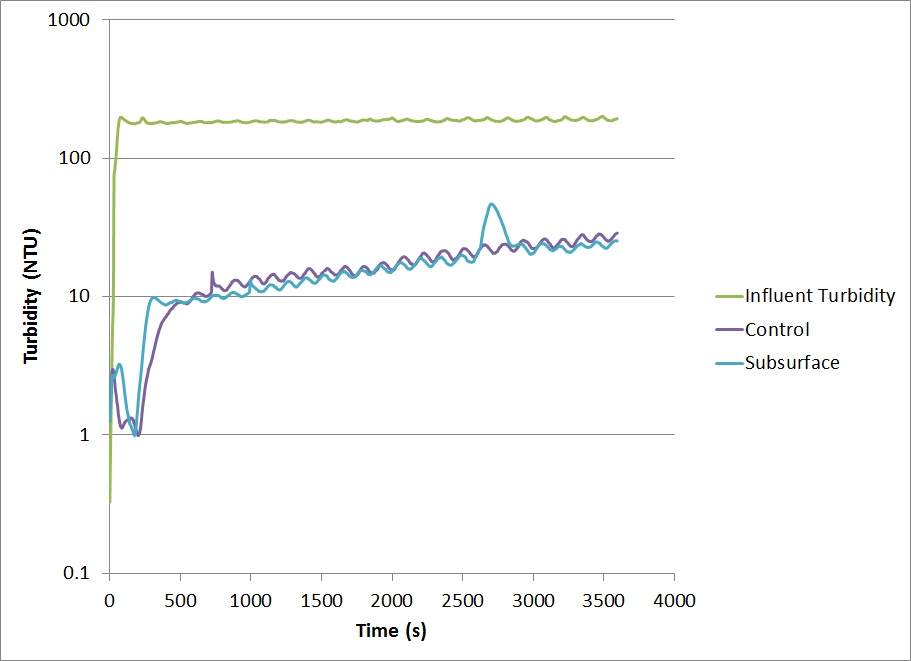 1000
100
10
1
0.1
Turbidity (NTU)
0 500 1000 1500 2000 2500 3000 3500 4000
Time (s)
Influent Turbidity
Control
Subsurface